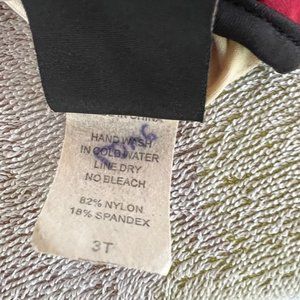 HAND WASH
IN COLD WATER
LINE DRY
NO BLEACH
82% NYLON
18% SPANDEX
3T